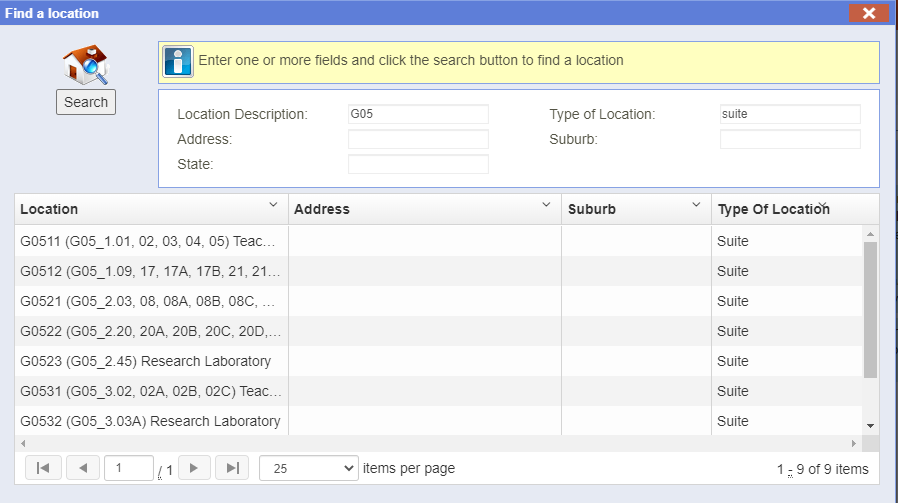 Find a location
Enter one or more fields and click the search button to find a location
Search
Location Description: G05 Type of Location: suite
Address: Suburb:
State:
Location Address Suburb Type Of Location
G0511 (G05_1.01, 02, 03, 04, 05) Teac... Suite
G0512 (G05_1.09, 17, 17A, 17B, 21, 21... Suite
G0521 (G05_2.03, 08, 08A, 08B, 08C, ... Suite
G0522 (G05_2.20, 20A, 20B, 20C, 20D,... Suite
G0523 (G05_2.45) Research Laboratory Suite
G0531 (G05_3.02, 02A, 02B, 02C) Teac... Suite
G0532 (G05_3.03A) Research Laboratory Suite
1 / 1 25 items per page 1 - 9 of 9 items